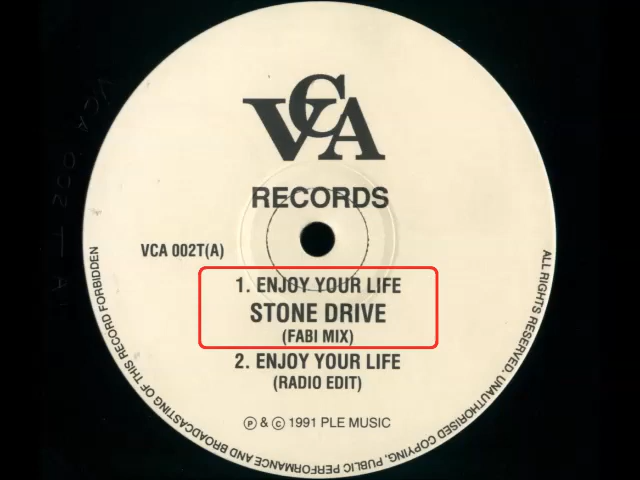 VCA
RECORDS
VCA 002T(A)
1. ENJOY YOUR LIFE
STONE DRIVE
(FABI MIX)
2. ENJOY YOUR LIFE
(RADIO EDIT)
℗ & © 1991 PLE MUSIC
ALL RIGHTS RESERVED. UNAUTHORISED COPYING, PUBLIC PERFORMANCE AND BROADCASTING OF THIS RECORD FORBIDDEN